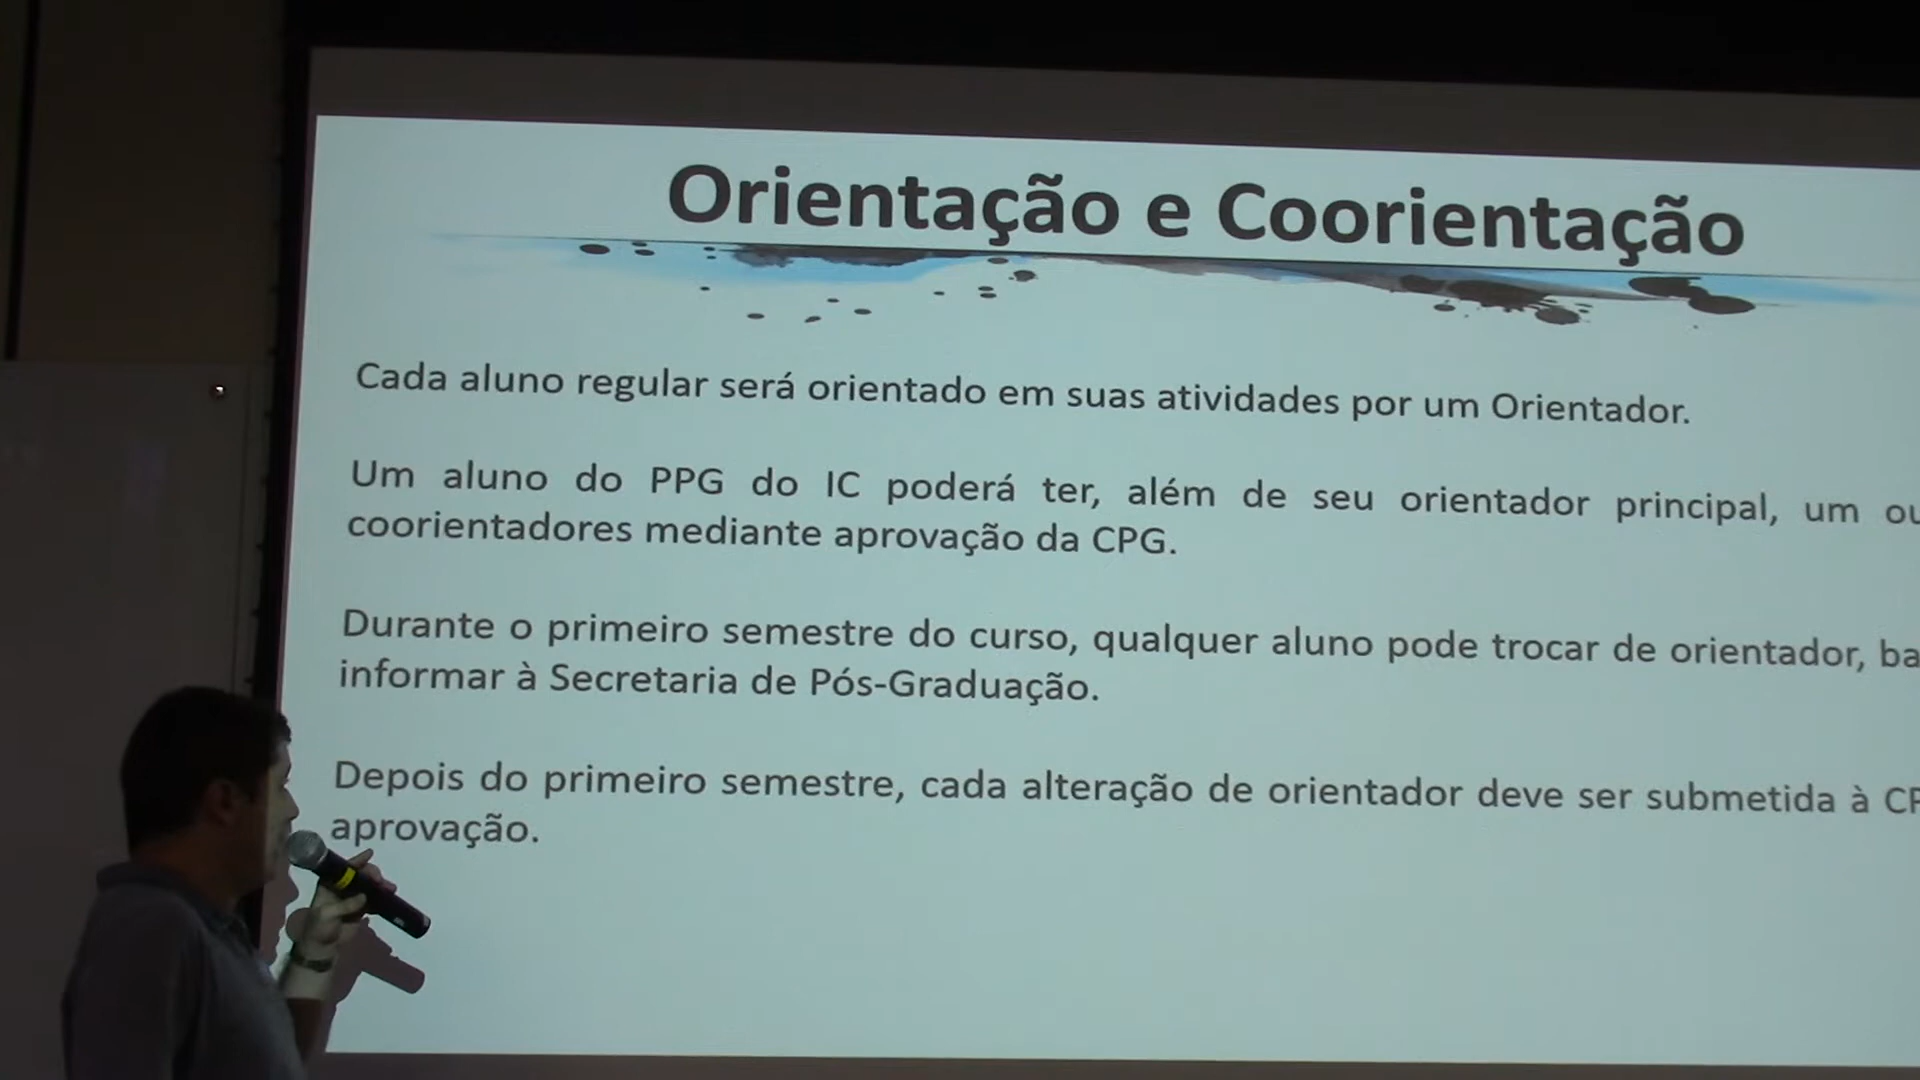 Orientação e Coorientação
Cada aluno regular será orientado em suas atividades por um Orientador.
Um aluno do PPG do IC poderá ter, além de seu orientador principal, um ou
coorientadores mediante aprovação da CPG.
Durante o primeiro semestre do curso, qualquer aluno pode trocar de orientador,
informar à Secretaria de Pós-Graduação.
Depois do primeiro semestre, cada alteração de orientador deve ser submetida à
aprovação.